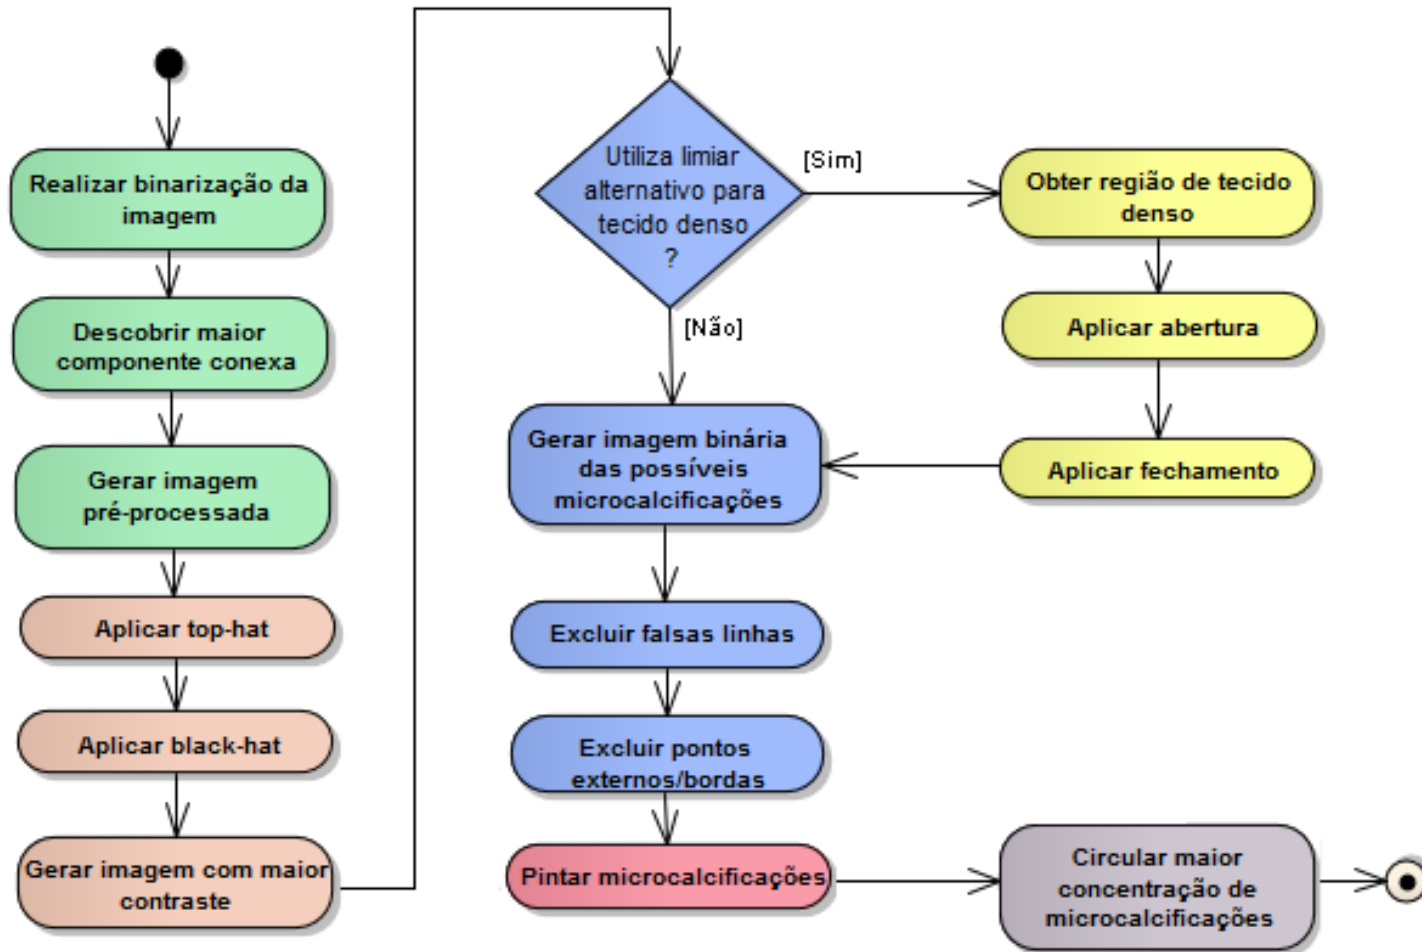 Realizar binarização da
imagem
Descobrir maior
componente conexa
Gerar imagem
pré-processada
Aplicar top-hat
Aplicar black-hat
Gerar imagem com maior
contraste
Utiliza limiar
alternativo para
tecido denso
?
[Sim]
[Não]
Obter região de tecido
denso
Aplicar abertura
Aplicar fechamento
Gerar imagem binária
das possíveis
microcalcificações
Excluir falsas linhas
Excluir pontos
externos/bordas
Pintar microcalcificações
Circular maior
concentração de
microcalcificações